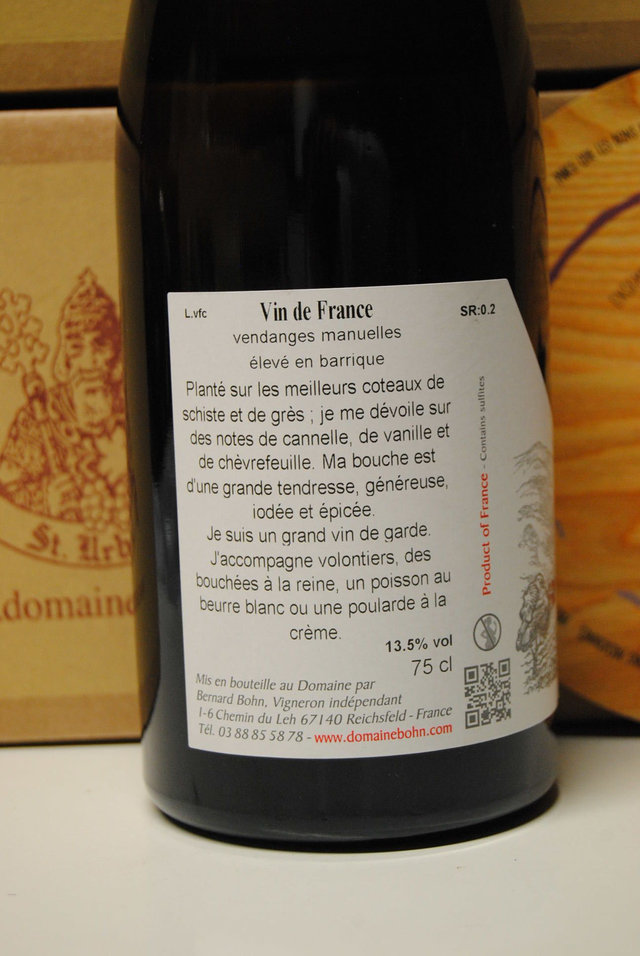 L.vfc
Vin de France
SR:0.2
vendanges manuelles
élevé en barrique
Planté sur les meilleurs coteaux de
schiste et de grès ; je me dévoile sur
des notes de cannelle, de vanille et
de chèvrefeuille. Ma bouche est
d'une grande tendresse, généreuse,
iodée et épicée.
Je suis un grand vin de garde.
J'accompagne volontiers, des
bouchées à la reine, un poisson au
beurre blanc ou une poularde à la
crème.
13.5% vol
75 cl
Mis en bouteille au Domaine par
Bernard Bohn, Vigneron indépendant
1-6 Chemin du Leh 67140 Reichsfeld - France
Tél. 03 88 85 58 78 - www.domainebohn.com
Product of France - Contains sulfites
St. Urb
.domaine